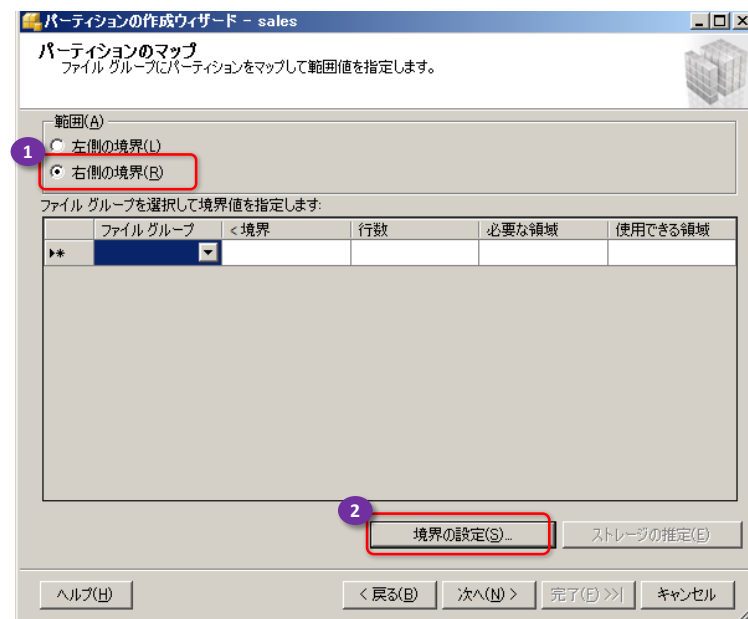 パーティションの作成ウィザード - sales
パーティションのマップ
ファイル グループにパーティションをマップして範囲値を指定します。
範囲(A)
1
左側の境界(L)
右側の境界(R)
ファイル グループを選択して境界値を指定します:
ファイル グループ <境界 行数 必要な領域 使用できる領域
2
境界の設定(S)... ストレージの推定(E)
ヘルプ(H) < 戻る(B) 次へ(N) > 完了(F) >>| キャンセル